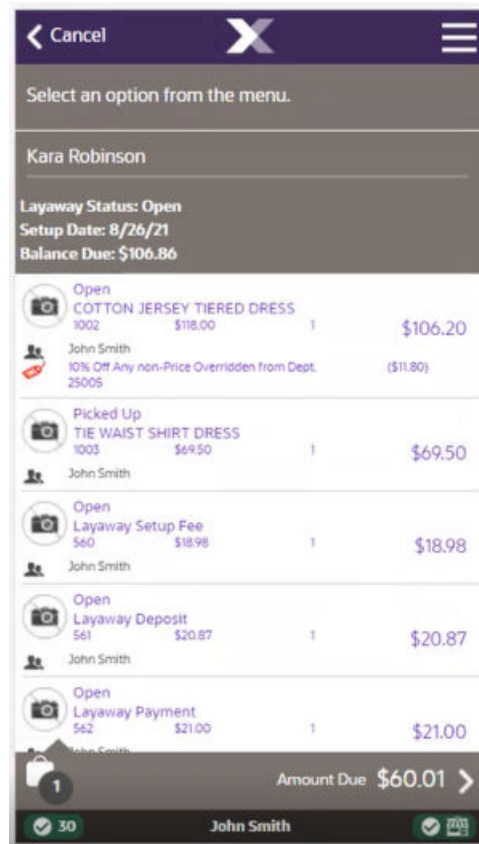 Cancel
Select an option from the menu.
Kara Robinson
Layaway Status: Open
Setup Date: 8/26/21
Balance Due: $106.86
Open
COTTON JERSEY TIERED DRESS
1002 $118.00 1 $106.20
John Smith
10% Off Any non-Price Overridden from Dept. ($11.80)
25005
Picked Up
TIE WAIST SHIRT DRESS
1003 $69.50 1 $69.50
John Smith
Open
Layaway Setup Fee
560 $18.98 1 $18.98
John Smith
Open
Layaway Deposit
561 $20.87 1 $20.87
John Smith
Open
Layaway Payment
562 $21.00 1 $21.00
John Smith
1 Amount Due $60.01
30 John Smith